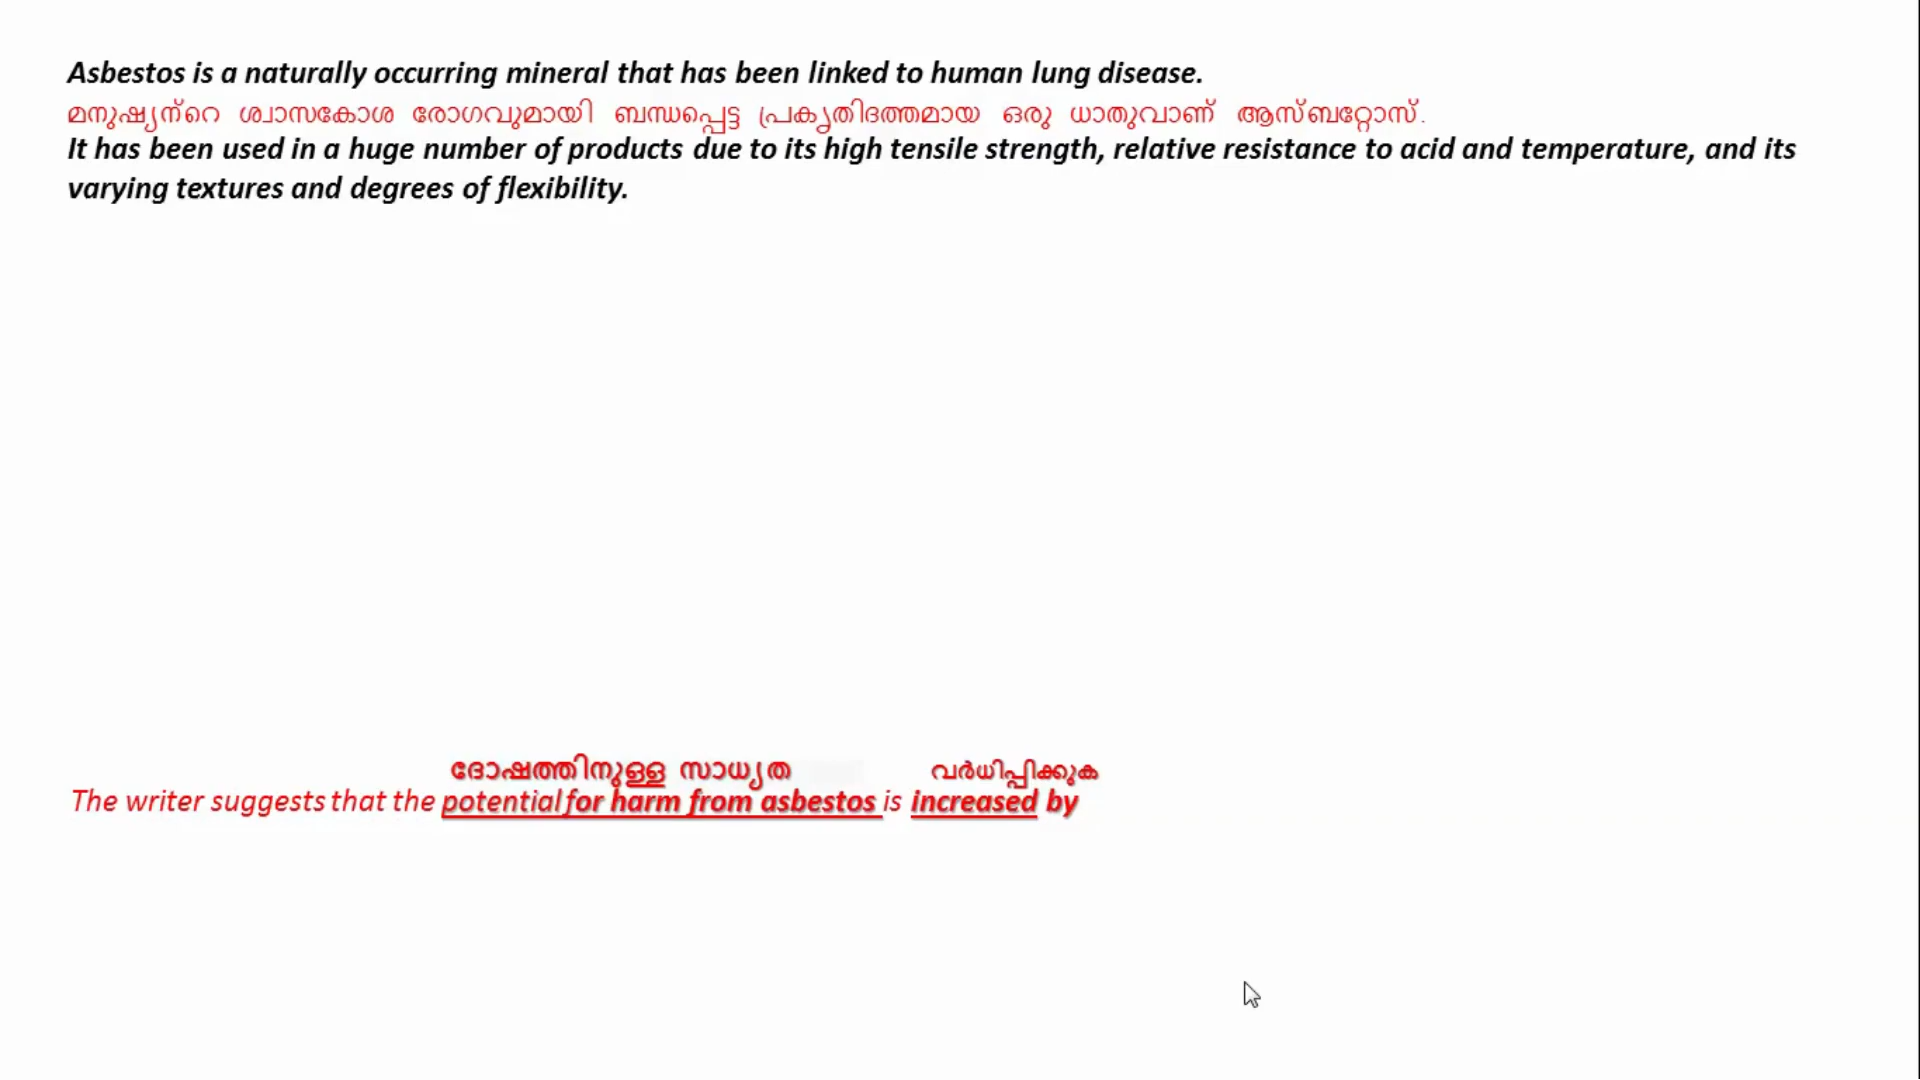 Asbestos is a naturally occurring mineral that has been linked to human lung disease.
മനുഷ്യന്റെ ശ്വാസകോശ രോഗവുമായി ബന്ധപ്പെട്ട പ്രകൃതിദത്തമായ ഒരു ധാതുവാണ് ആസ്ബറ്റോസ്.
It has been used in a huge number of products due to its high tensile strength, relative resistance to acid and temperature, and its
varying textures and degrees of flexibility.
ദോഷത്തിനുള്ള സാധ്യത വർധിപ്പിക്കുക
The writer suggests that the potential for harm from asbestos is increased by